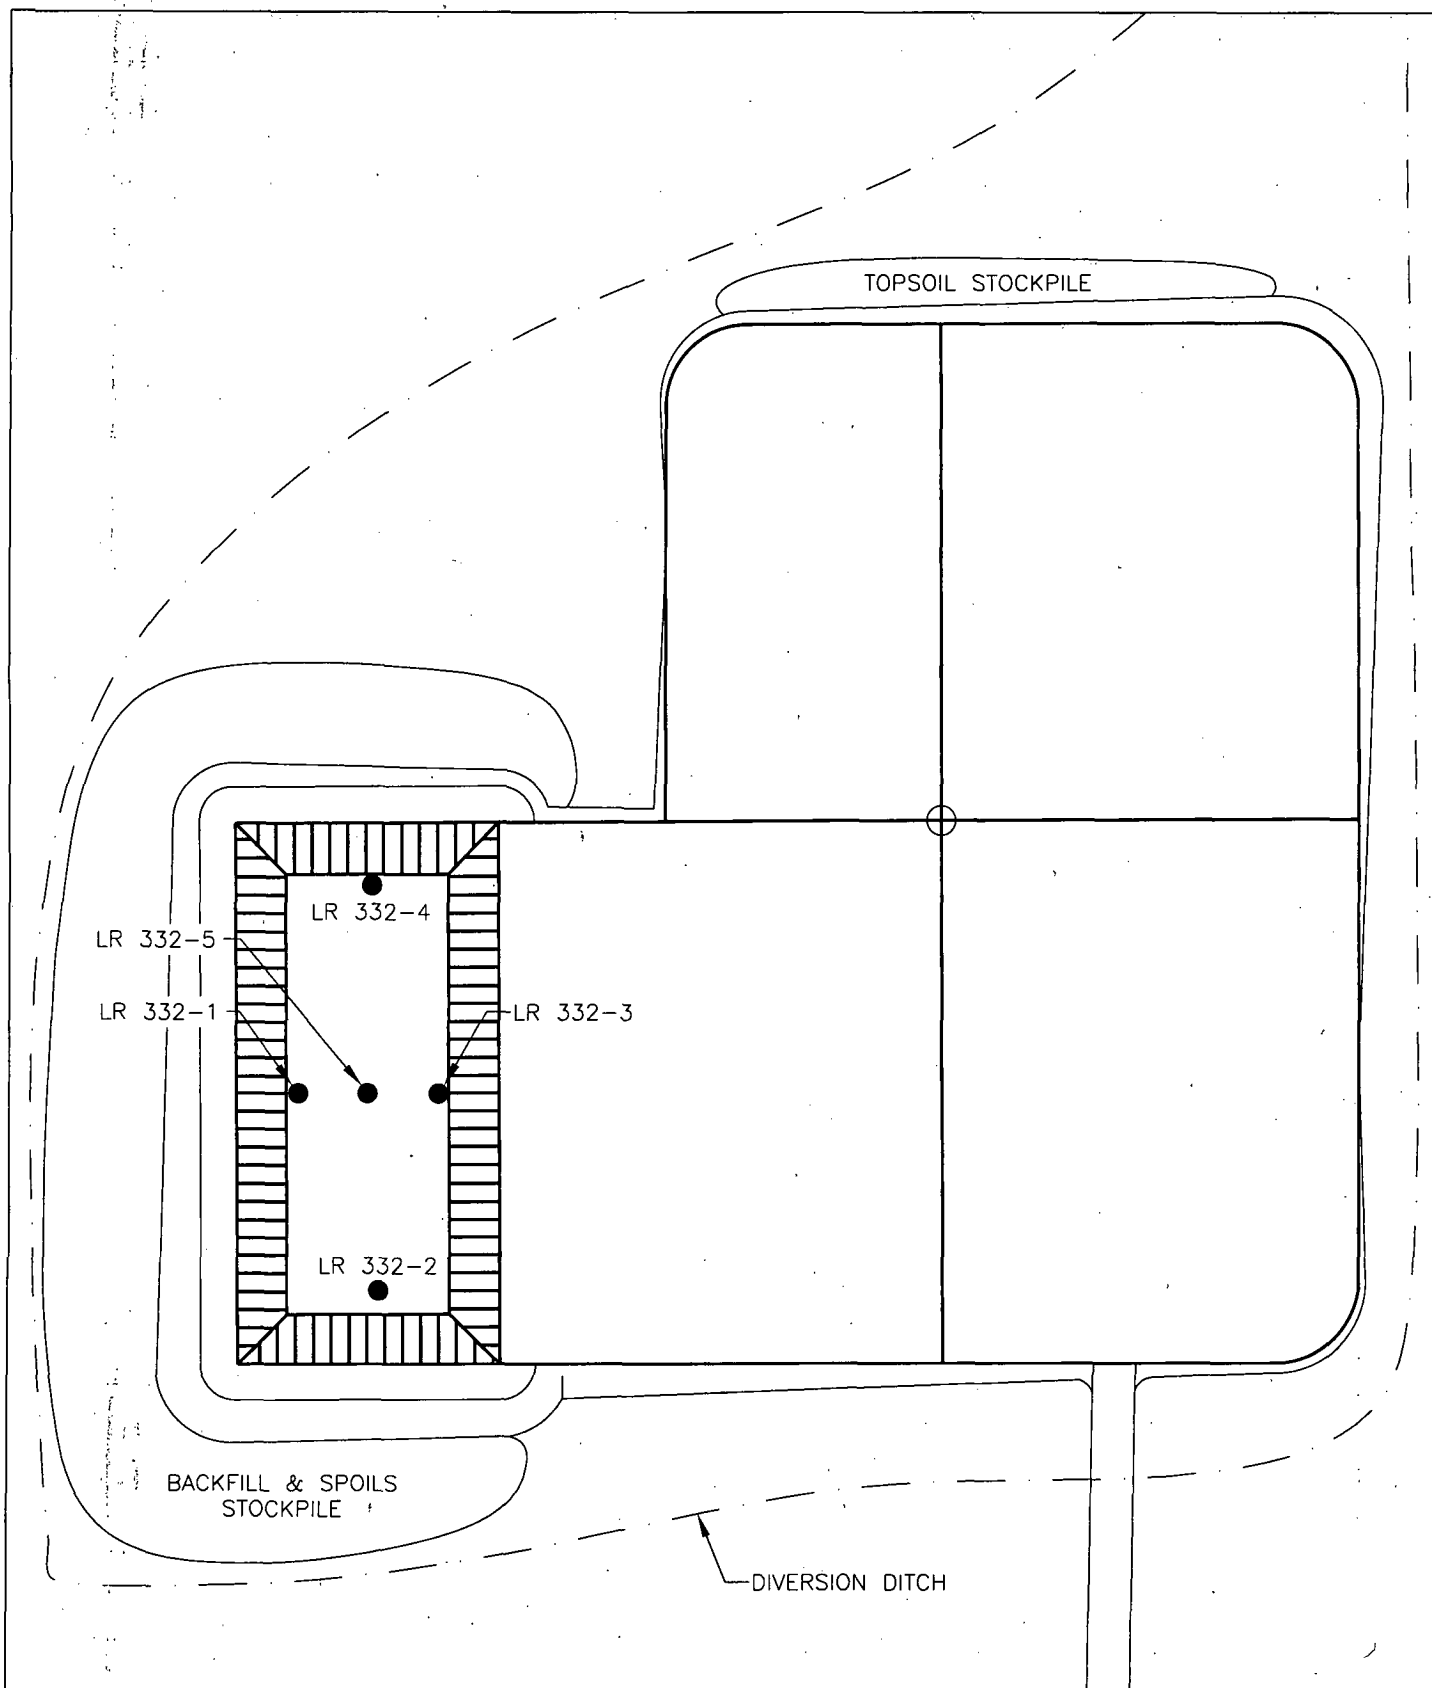 TOPSOIL STOCKPILE
LR 332-4
LR 332-5
LR 332-1
LR 332-3
LR 332-2
BACKFILL & SPOILS
STOCKPILE
DIVERSION DITCH